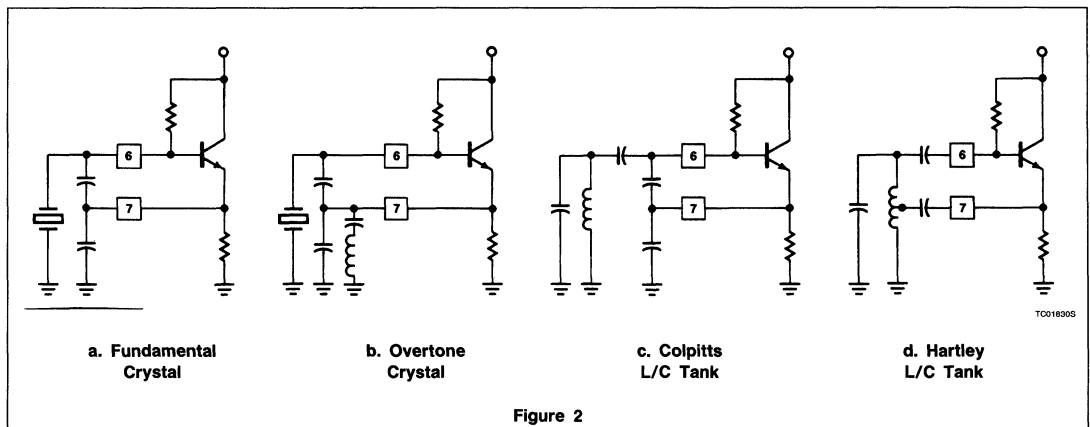 6
7
6
7
6
7
6
7
TC01830S
a. Fundamental
Crystal
b. Overtone
Crystal
c. Colpitts
L/C Tank
d. Hartley
L/C Tank
Figure 2